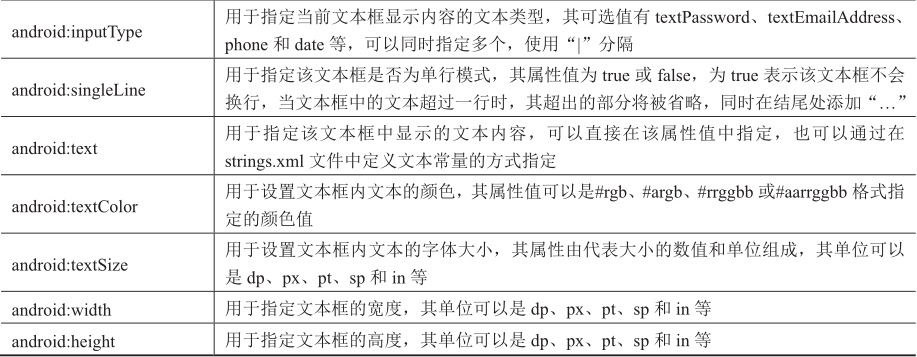 android:inputType
用于指定当前文本框显示内容的文本类型，其可选值有 textPassword、textEmailAddress、
phone 和 date 等，可以同时指定多个，使用“|”分隔
android:singleLine
用于指定该文本框是否为单行模式，其属性值为 true 或 false，为 true 表示该文本框不会
换行，当文本框中的文本超过一行时，其超出的部分将被省略，同时在结尾处添加“…”
android:text
用于指定该文本框中显示的文本内容，可以直接在该属性值中指定，也可以通过在
strings.xml 文件中定义文本常量的方式指定
android:textColor
用于设置文本框内文本的颜色，其属性值可以是#rgb、#argb、#rrggbb 或#aarrggbb 格式指
定的颜色值
android:textSize
用于设置文本框内文本的字体大小，其属性由代表大小的数值和单位组成，其单位可以
是 dp、px、pt、sp 和 in 等
android:width
用于指定文本框的宽度，其单位可以是 dp、px、pt、sp 和 in 等
android:height
用于指定文本框的高度，其单位可以是 dp、px、pt、sp 和 in 等